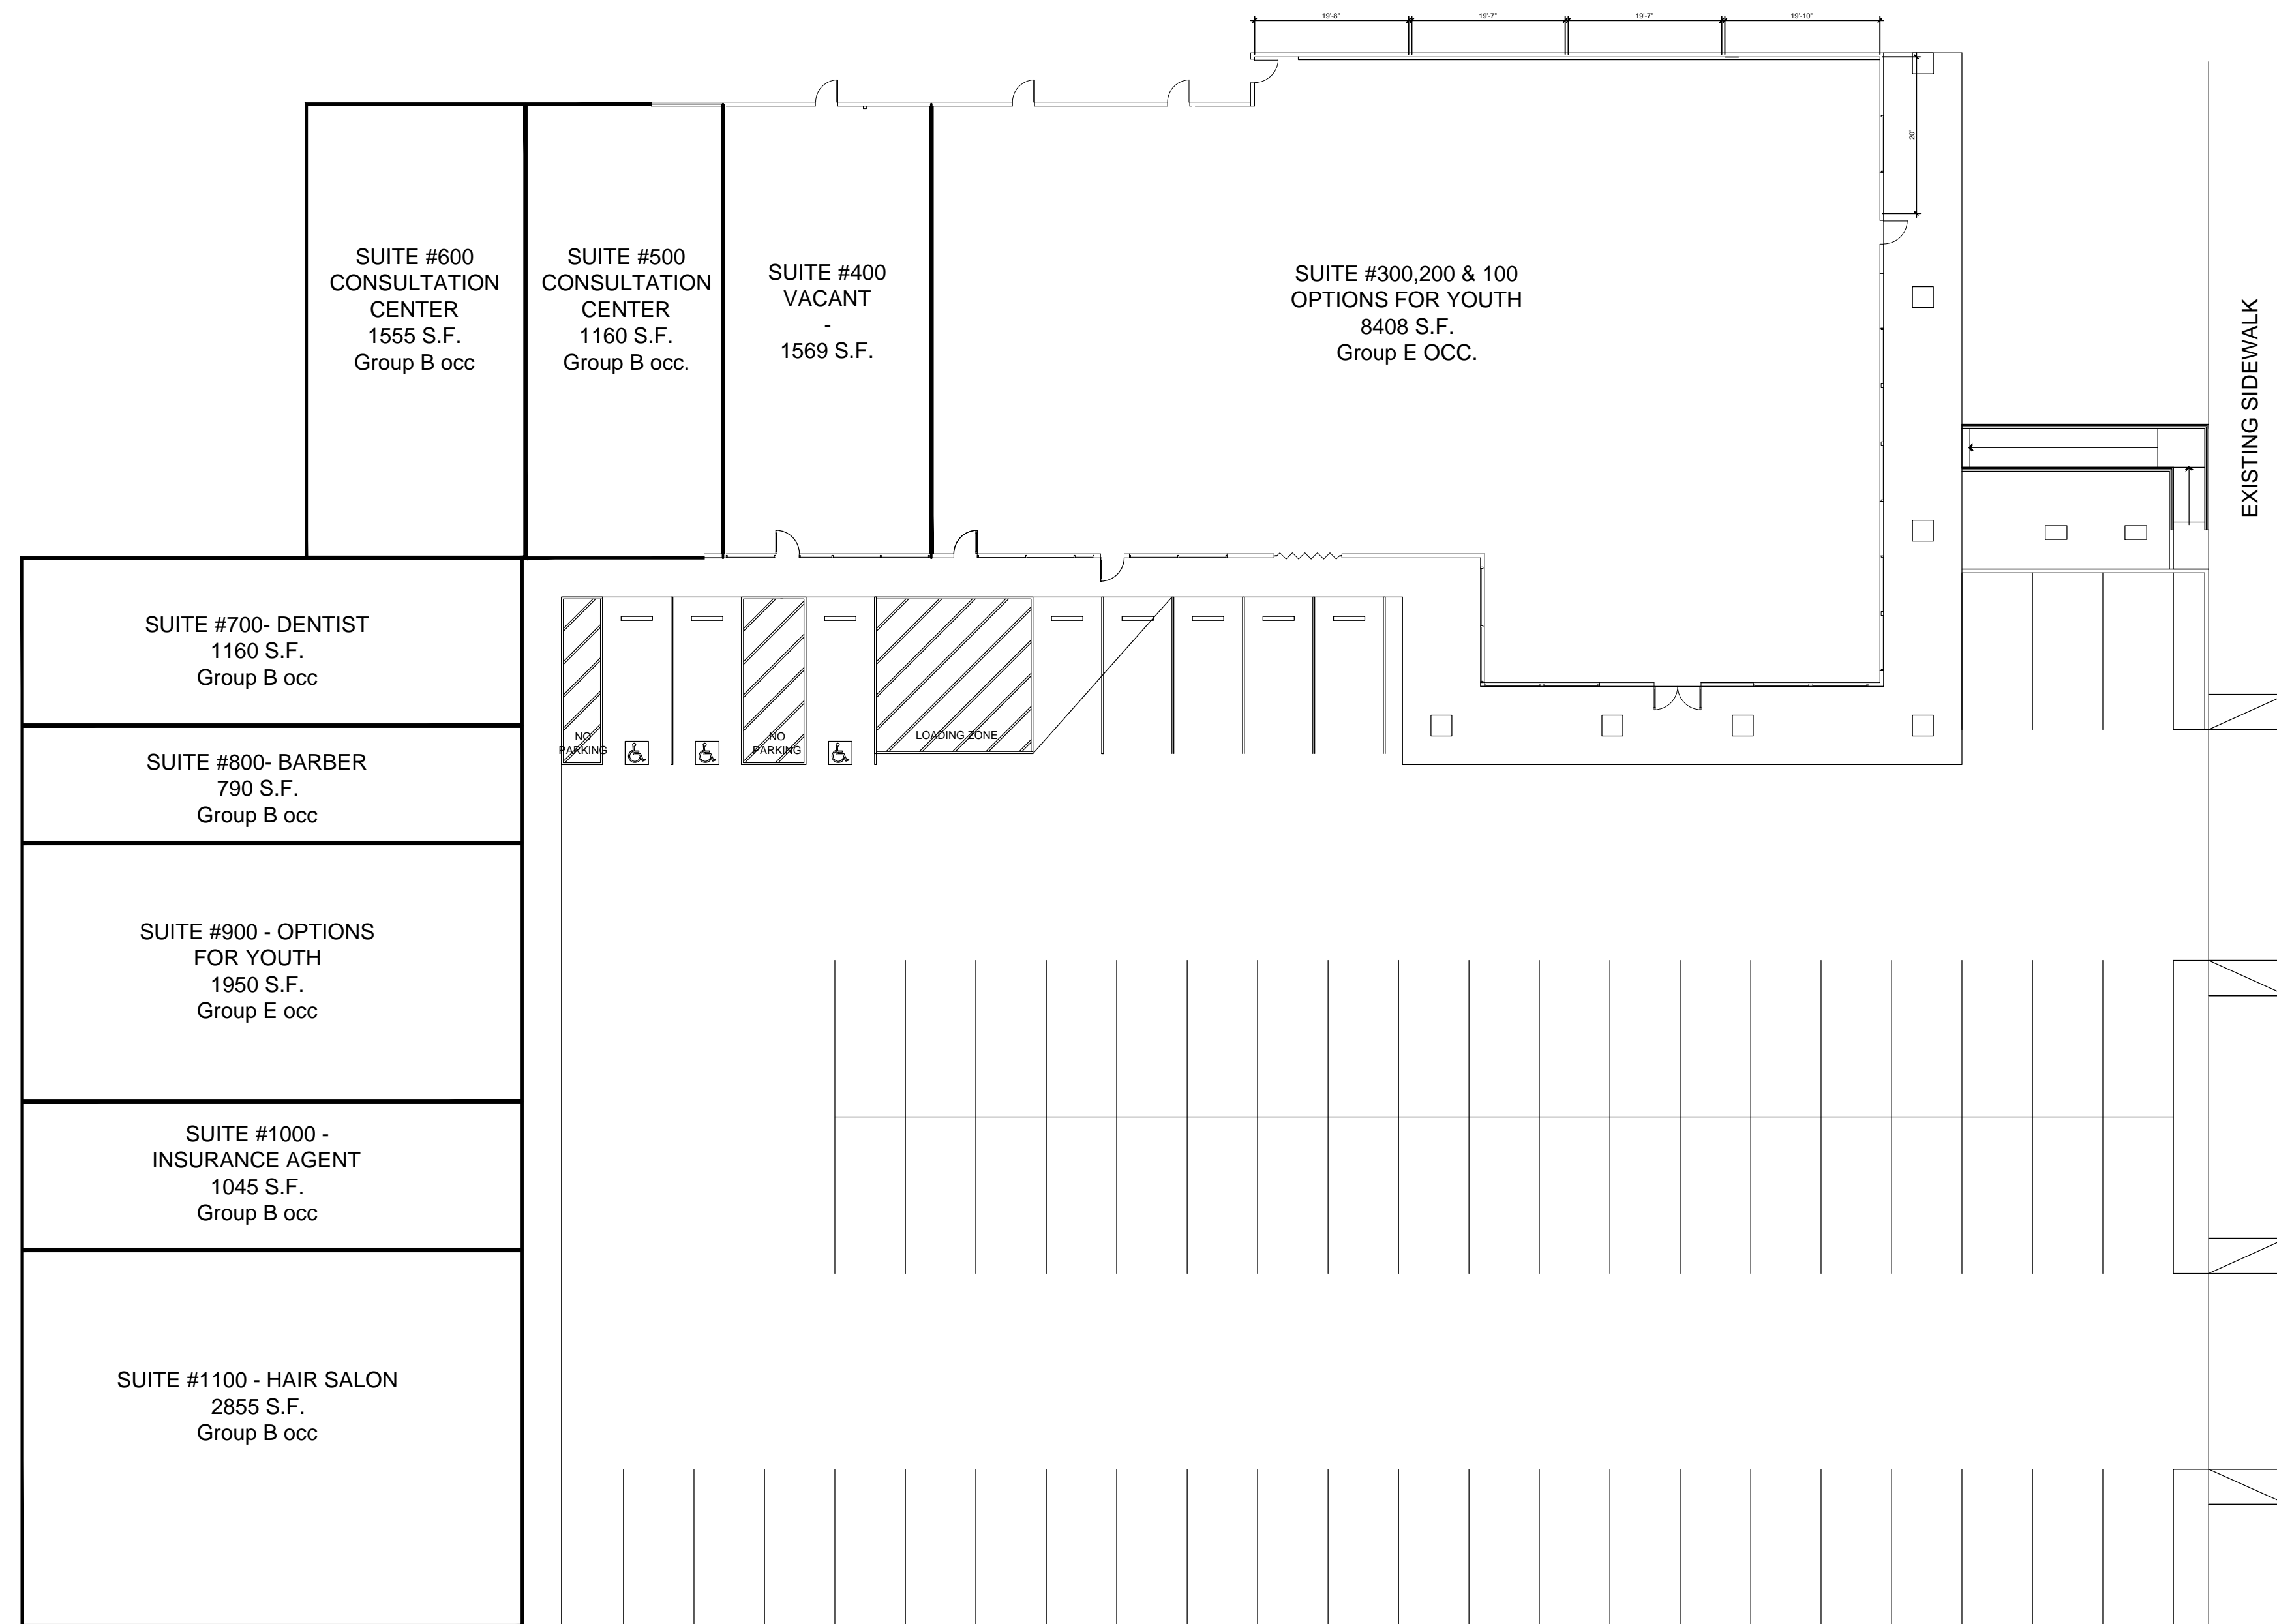 19'-8"
19'-7"
19'-7"
19'-10"
20'
SUITE #600
CONSULTATION
CENTER
1555 S.F.
Group B occ
SUITE #500
CONSULTATION
CENTER
1160 S.F.
Group B occ.
SUITE #400
VACANT
-
1569 S.F.
SUITE #300,200 & 100
OPTIONS FOR YOUTH
8408 S.F.
Group E OCC.
EXISTING SIDEWALK
SUITE #700- DENTIST
1160 S.F.
Group B occ
NO
PARKING
NO
PARKING
LOADING ZONE
SUITE #800- BARBER
790 S.F.
Group B occ
SUITE #900 - OPTIONS
FOR YOUTH
1950 S.F.
Group E occ
SUITE #1000 -
INSURANCE AGENT
1045 S.F.
Group B occ
SUITE #1100 - HAIR SALON
2855 S.F.
Group B occ